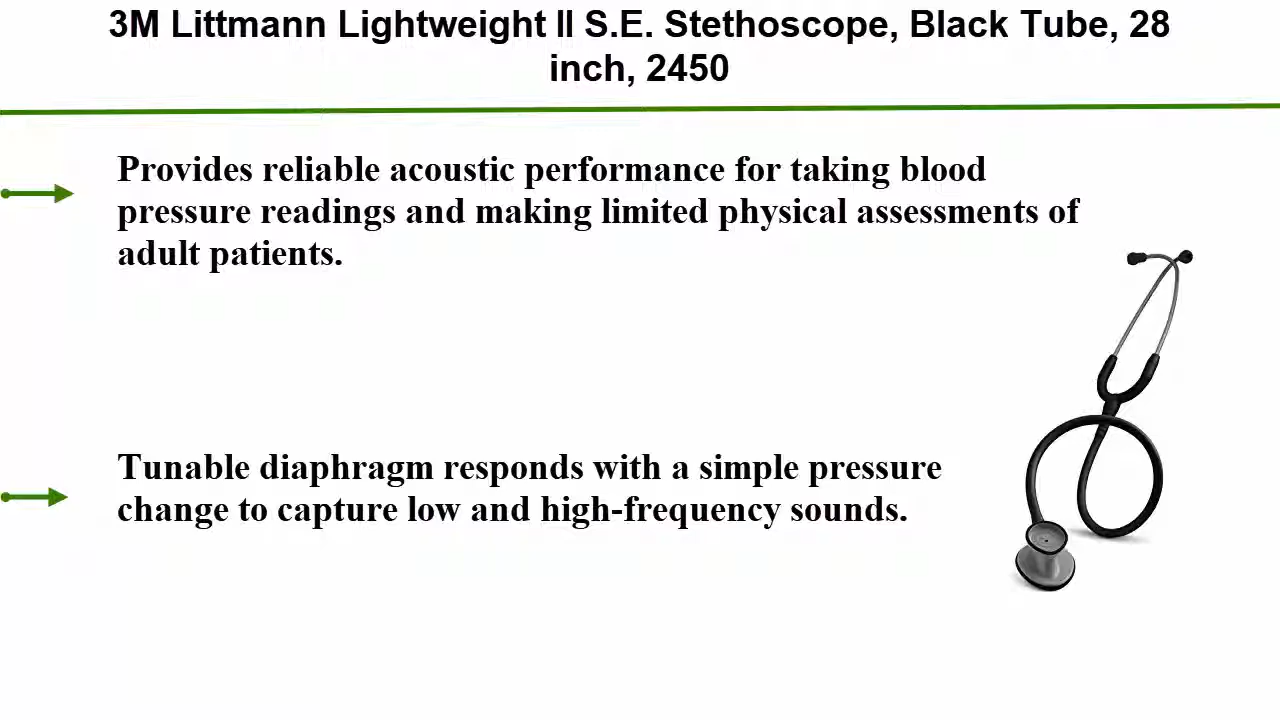 3M Littmann Lightweight II S.E. Stethoscope, Black Tube, 28
inch, 2450
Provides reliable acoustic performance for taking blood
pressure readings and making limited physical assessments of
adult patients.
Tunable diaphragm responds with a simple pressure
change to capture low and high-frequency sounds.